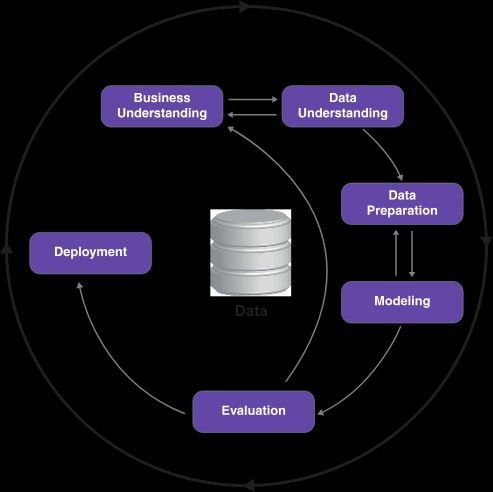 Business
Understanding
Data
Understanding
Data
Preparation
Deployment
Modeling
Data
Evaluation